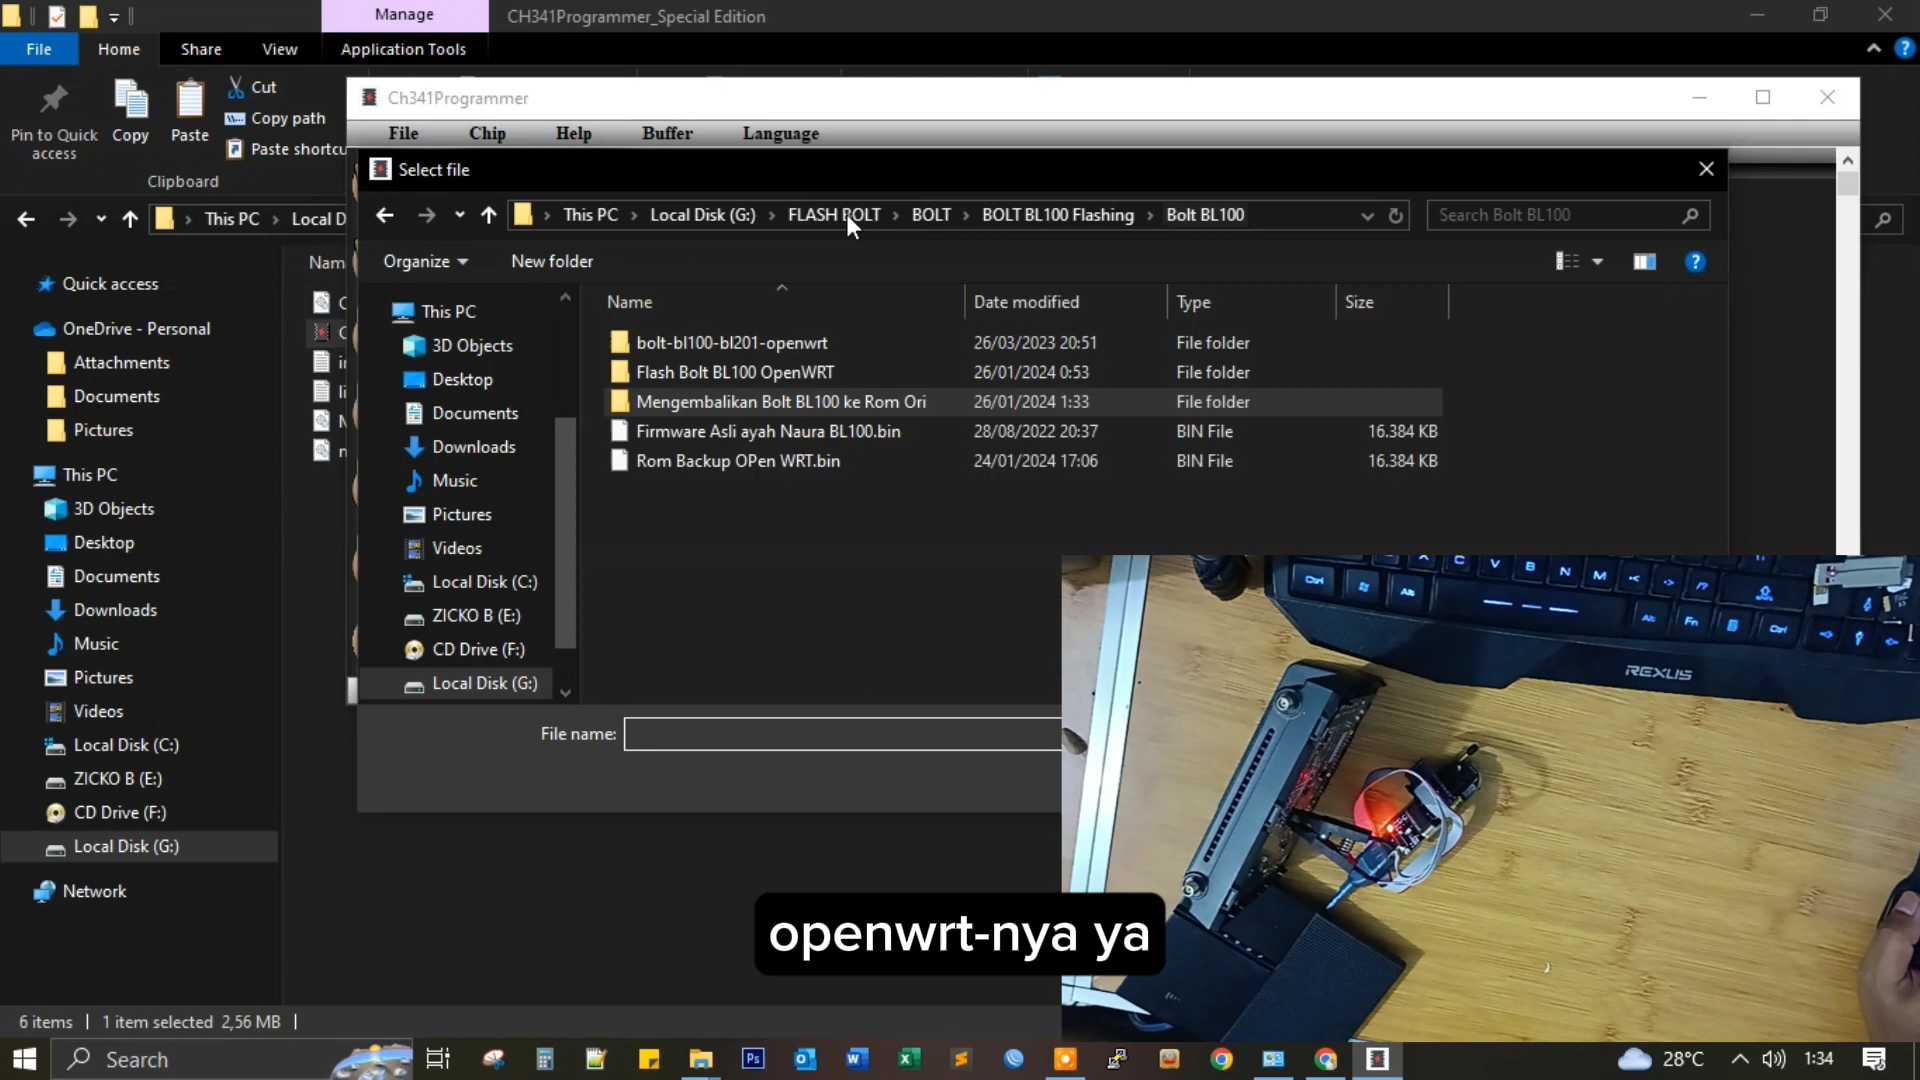 Manage
CH341Programmer_Special Edition
File
Home
Share
View
Application Tools
Pin to Quick access
Copy
Paste
Cut
Copy path
Paste shortcu
Clipboard
This PC
Local D
Ch341Programmer
File
Chip
Help
Buffer
Language
Select file
This PC
Local Disk (G:)
FLASH BOLT
BOLT
BOLT BL100 Flashing
Bolt BL100
Search Bolt BL100
Organize
New folder
Name
Date modified
Type
Size
bolt-bl100-bl201-openwrt 26/03/2023 20:51 File folder
Flash Bolt BL100 OpenWRT 26/01/2024 0:53 File folder
Mengembalikan Bolt BL100 ke Rom Ori 26/01/2024 1:33 File folder
Firmware Asli ayah Naura BL100.bin 28/08/2022 20:37 BIN File 16.384 KB
Rom Backup OPen WRT.bin 24/01/2024 17:06 BIN File 16.384 KB
This PC
3D Objects
Desktop
Documents
Downloads
Music
Pictures
Videos
Local Disk (C:)
ZICKO B (E:)
CD Drive (F:)
Local Disk (G:)
File name:
Nam
Quick access
OneDrive - Personal
Attachments
Documents
Pictures
This PC
3D Objects
Desktop
Documents
Downloads
Music
Pictures
Videos
Local Disk (C:)
ZICKO B (E:)
CD Drive (F:)
Local Disk (G:)
Network
REXUS
openwrt-nya ya
6 items
1 item selected 2,56 MB
Search
28°C
1:34